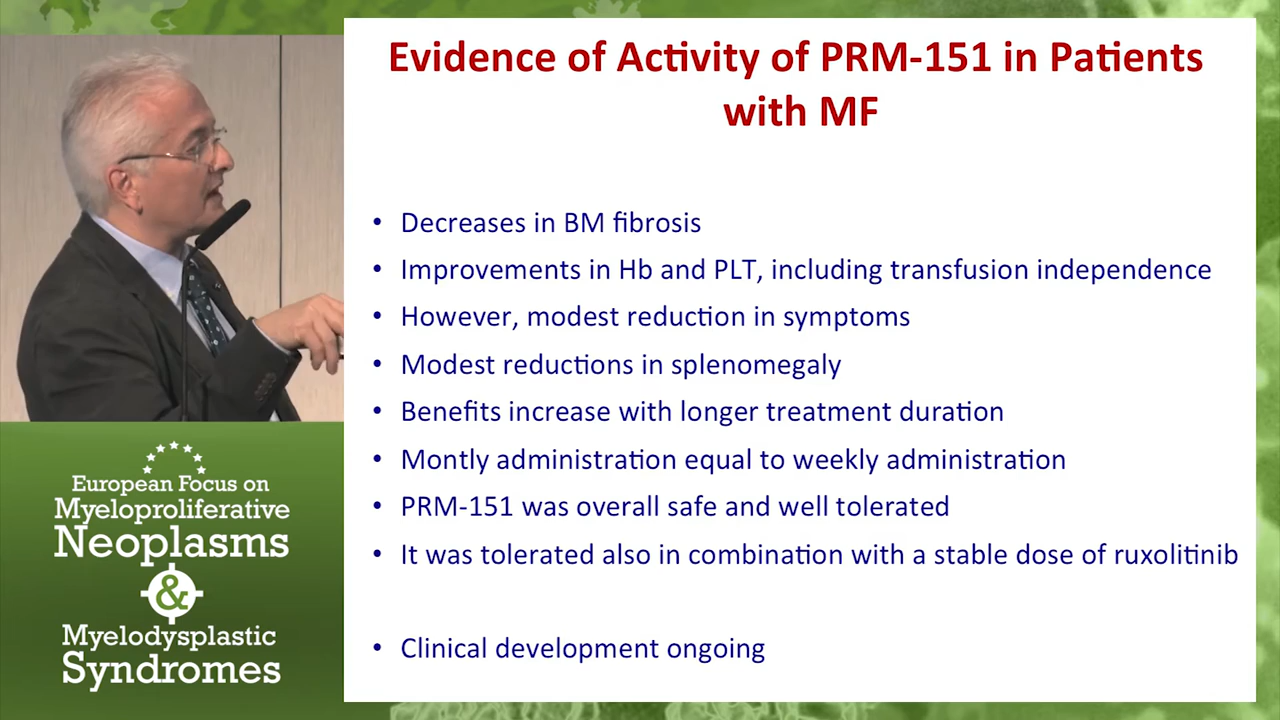 Evidence of Activity of PRM-151 in Patients
with MF
• Decreases in BM fibrosis
• Improvements in Hb and PLT, including transfusion independence
• However, modest reduction in symptoms
• Modest reductions in splenomegaly
• Benefits increase with longer treatment duration
• Montly administration equal to weekly administration
• PRM-151 was overall safe and well tolerated
• It was tolerated also in combination with a stable dose of ruxolitinib
• Clinical development ongoing
European Focus on
Myeloproliferative
Neoplasms
&
Myelodysplastic
Syndromes